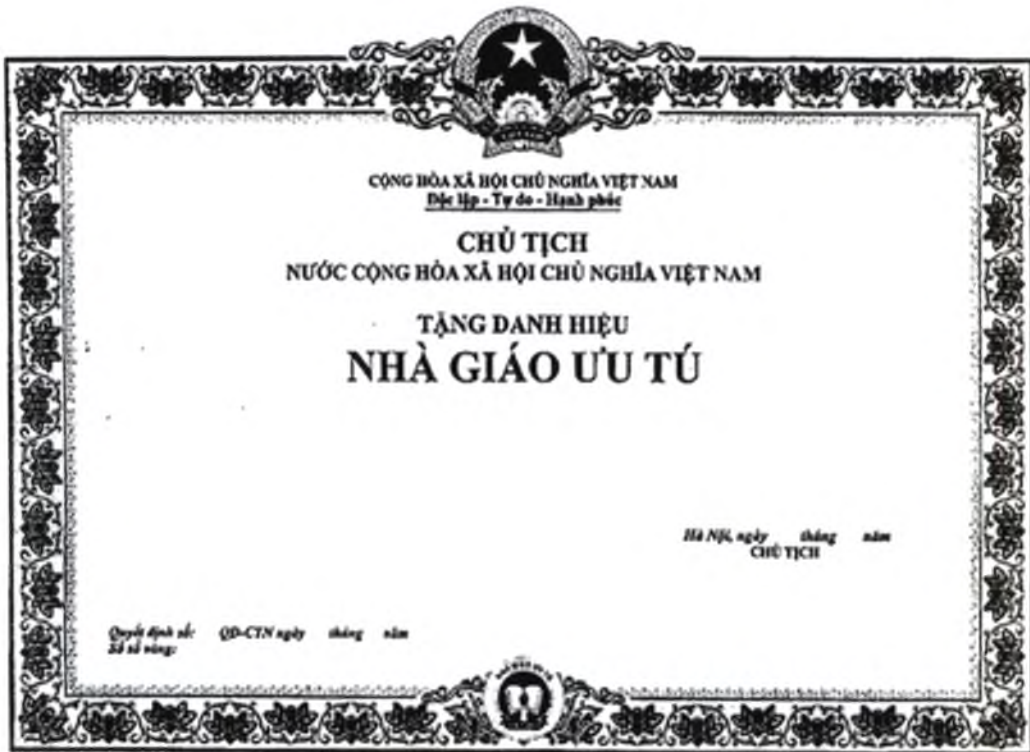 CỘNG HÒA XÃ HỘI CHỦ NGHĨA VIỆT NAM
Độc lập - Tự do - Hạnh phúc
CHỦ TỊCH
NƯỚC CỘNG HÒA XÃ HỘI CHỦ NGHĨA VIỆT NAM
TẶNG DANH HIỆU
NHÀ GIÁO ƯU TÚ
Hà Nội, ngày tháng năm
CHỦ TỊCH
Quyết định số: QĐ-CTN ngày tháng năm
Số sổ vàng: